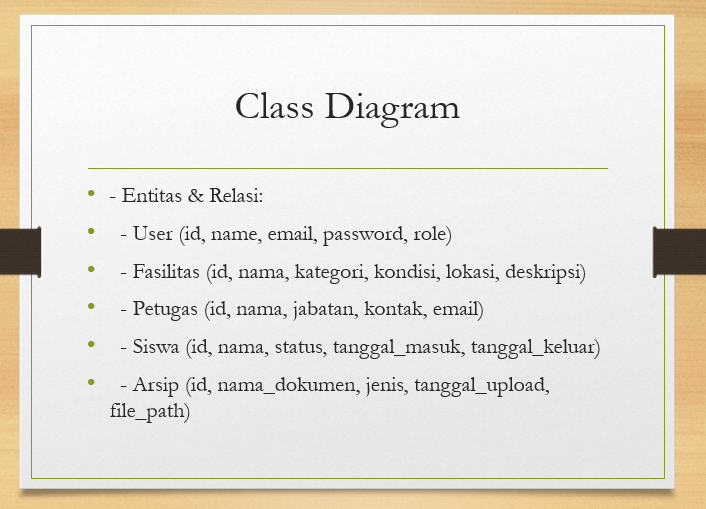 Class Diagram
- Entitas & Relasi:
- User (id, name, email, password, role)
- Fasilitas (id, nama, kategori, kondisi, lokasi, deskripsi)
- Petugas (id, nama, jabatan, kontak, email)
- Siswa (id, nama, status, tanggal_masuk, tanggal_keluar)
- Arsip (id, nama_dokumen, jenis, tanggal_upload,
file_path)